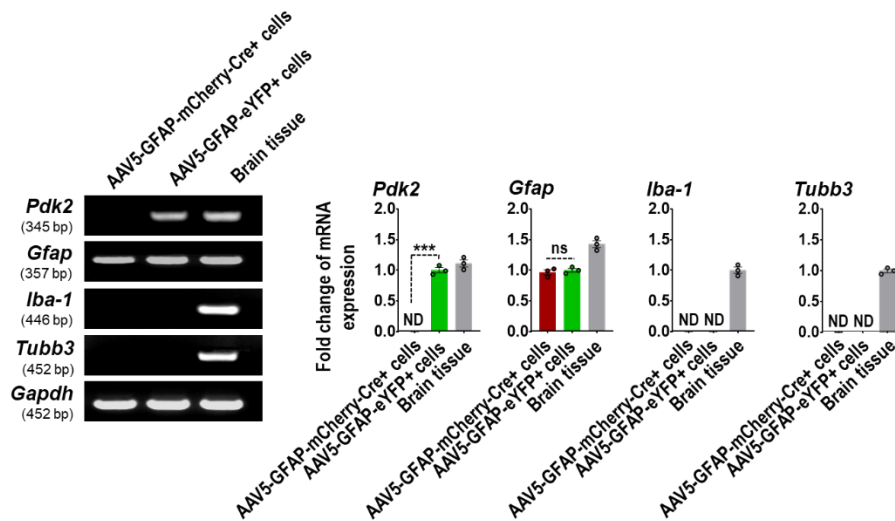 AAV5-GFAP-mCherry-Cre+ cells
AAV5-GFAP-eYFP+ cells
Brain tissue
Pdk2
(345 bp)
Gfap
(357 bp)
Iba-1
(446 bp)
Tubb3
(452 bp)
Gapdh
(452 bp)
Fold change of mRNA
expression
Pdk2
2.0
1.5
1.0
0.5
0.0
***
ND
AAV5-GFAP-mCherry-Cre+ cells
AAV5-GFAP-eYFP+ cells
Brain tissue
Gfap
2.0
1.5
1.0
0.5
0.0
ns
AAV5-GFAP-mCherry-Cre+ cells
AAV5-GFAP-eYFP+ cells
Brain tissue
Iba-1
2.0
1.5
1.0
0.5
0.0
ND ND
AAV5-GFAP-mCherry-Cre+ cells
AAV5-GFAP-eYFP+ cells
Brain tissue
Tubb3
2.0
1.5
1.0
0.5
0.0
ND ND
AAV5-GFAP-mCherry-Cre+ cells
AAV5-GFAP-eYFP+ cells
Brain tissue